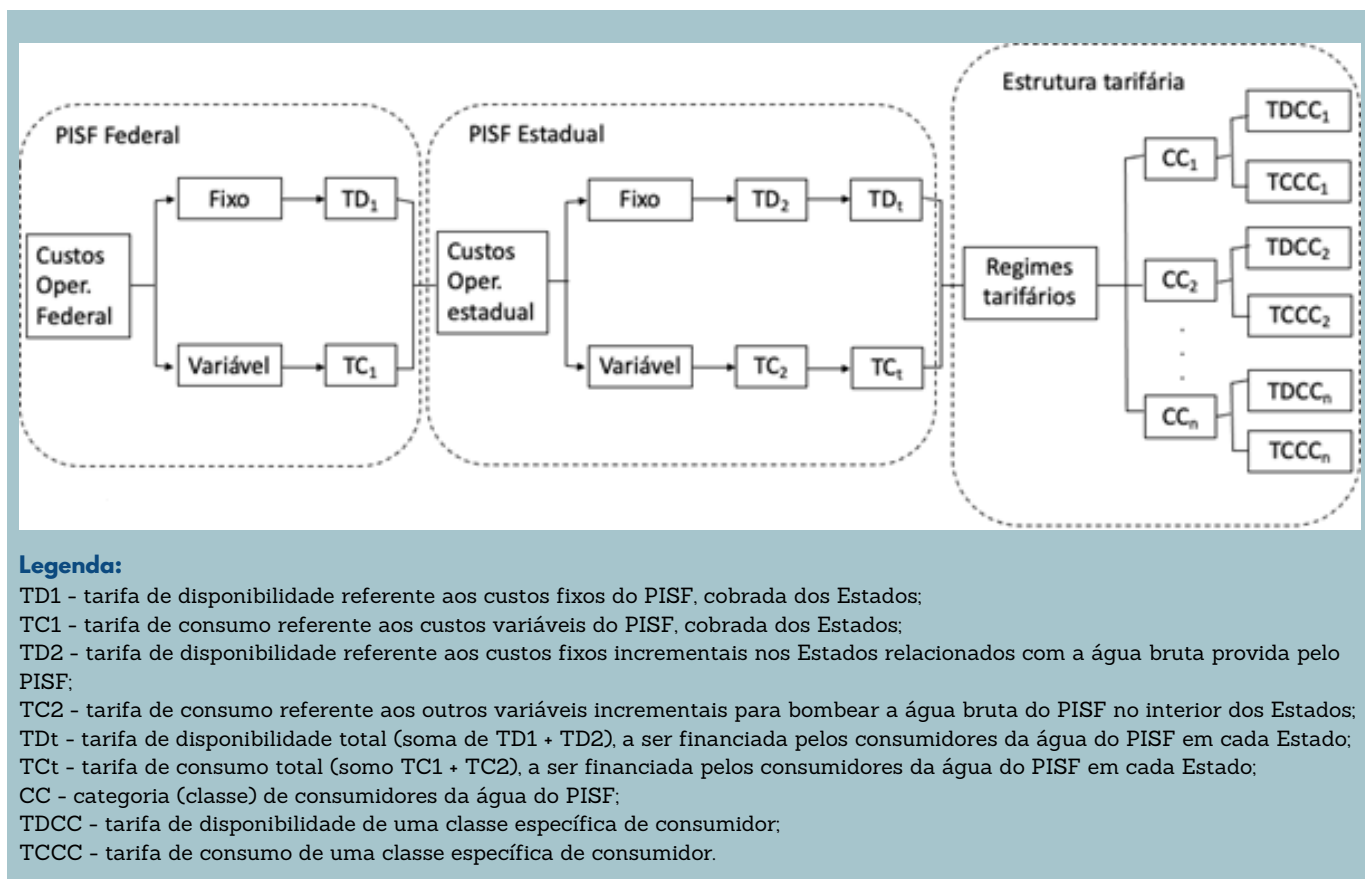 PISF Federal
Custos
Oper.
Federal
Fixo
TD₁
Variável
TC₁
PISF Estadual
Custos
Oper.
estadual
Fixo
TD₂
TDₜ
Variável
TC₂
TCₜ
Estrutura tarifária
Regimes
tarifários
CC₁
TDCC₁
TCCC₁
CC₂
TDCC₂
TCCC₂
.
.
.
CCₙ
TDCCₙ
TCCCₙ
Legenda:
TD1 - tarifa de disponibilidade referente aos custos fixos do PISF, cobrada dos Estados;
TC1 - tarifa de consumo referente aos custos variáveis do PISF, cobrada dos Estados;
TD2 - tarifa de disponibilidade referente aos custos fixos incrementais nos Estados relacionados com a água bruta provida pelo
PISF;
TC2 - tarifa de consumo referente aos outros variáveis incrementais para bombear a água bruta do PISF no interior dos Estados;
TDt - tarifa de disponibilidade total (soma de TD1 + TD2), a ser financiada pelos consumidores da água do PISF em cada Estado;
TCt - tarifa de consumo total (somo TC1 + TC2), a ser financiada pelos consumidores da água do PISF em cada Estado;
CC - categoria (classe) de consumidores da água do PISF;
TDCC - tarifa de disponibilidade de uma classe específica de consumidor;
TCCC - tarifa de consumo de uma classe específica de consumidor.